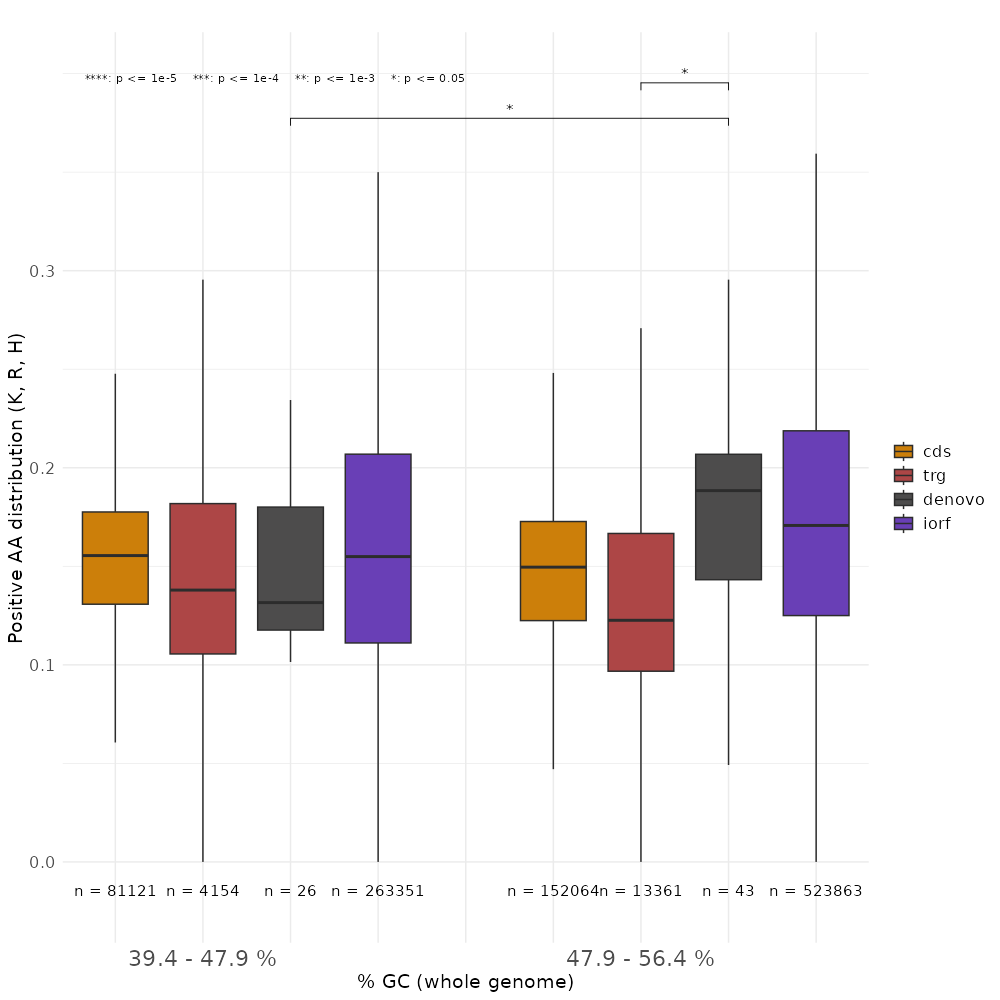 ****: p <= 1e-5 ***: p <= 1e-4 **: p <= 1e-3 *: p <= 0.05
*
*
Positive AA distribution (K, R, H)
0.3
0.2
0.1
0.0
cds
trg
denovo
iorf
n = 81121 n = 4154 n = 26 n = 263351 n = 152064 n = 13361 n = 43 n = 523863
39.4 - 47.9 % 47.9 - 56.4 %
% GC (whole genome)